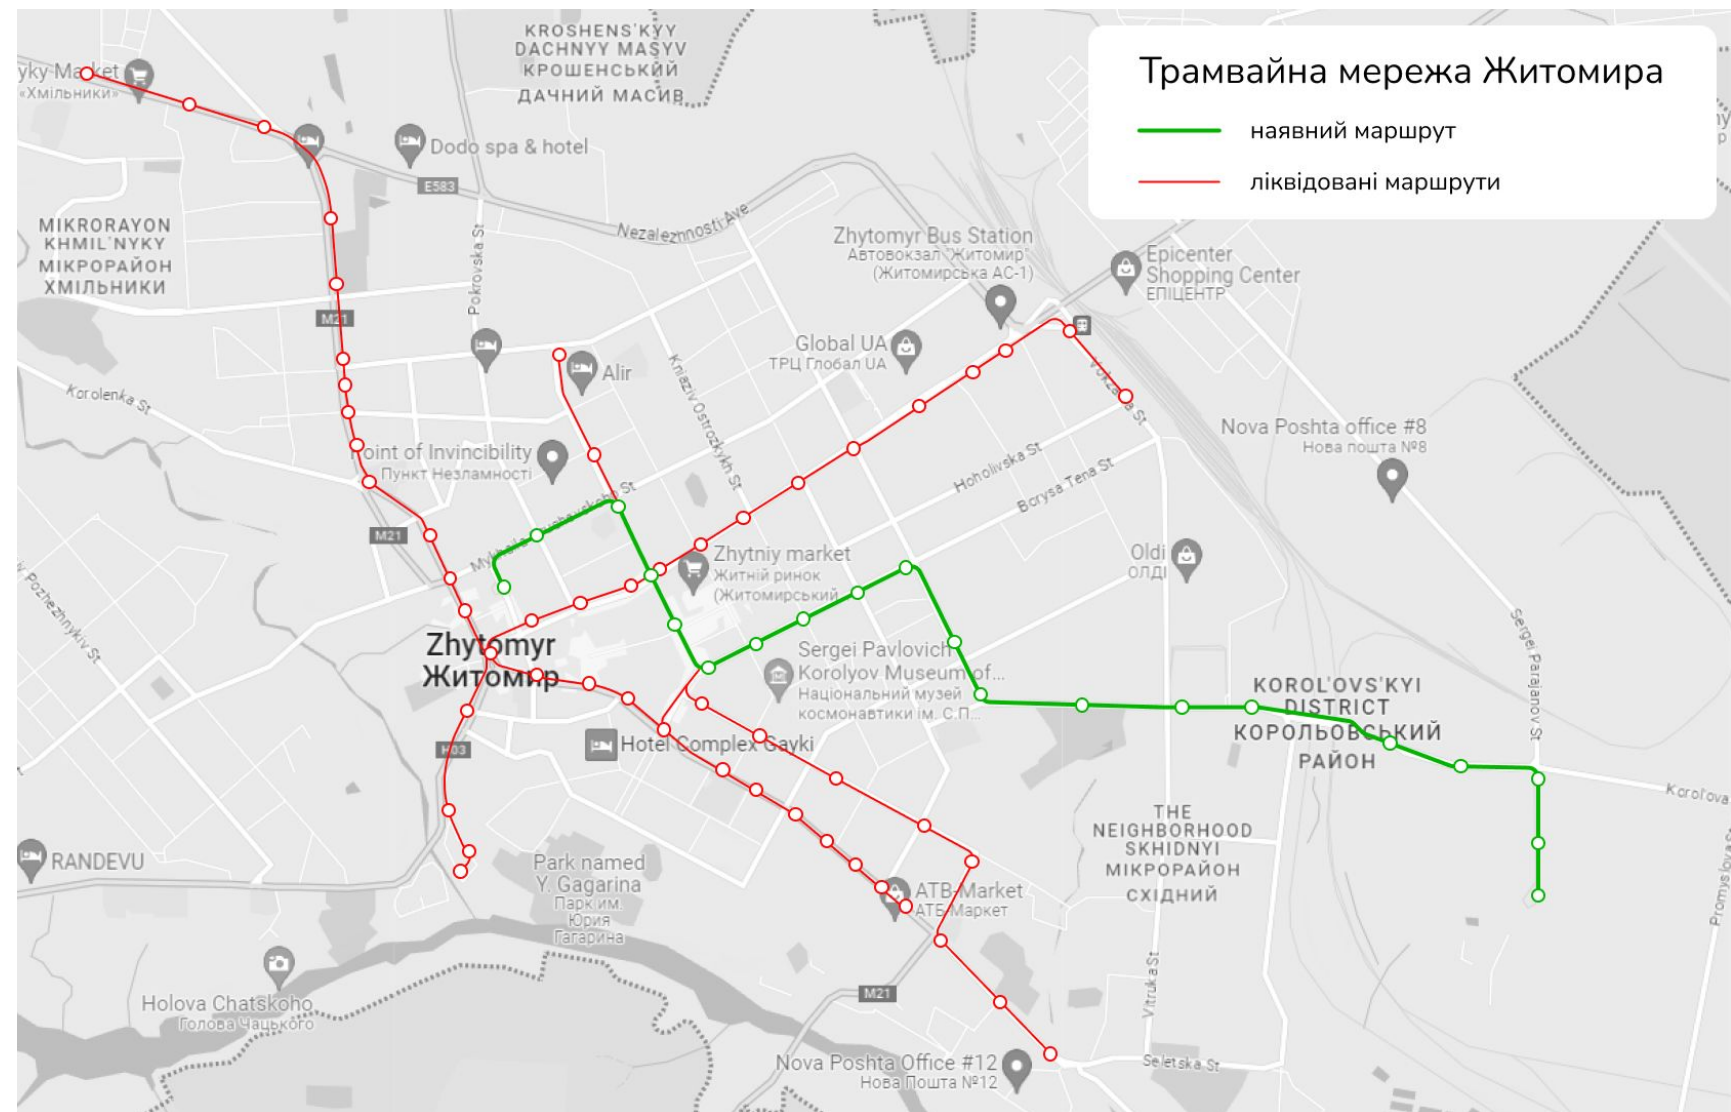 Трамвайна мережа Житомира
наявний маршрут
ліквідовані маршрути
KROSHENS'KYY
DACHNYY MASYV
КРОШЕНСЬКИЙ
ДАЧНИЙ МАСИВ
yky Market
«Хмільники»
Dodo spa & hotel
E583
MIKRORAYON
KHMIL'NYKY
МІКРОРАЙОН
ХМІЛЬНИКИ
Pokrovska St
Nezalezhnosti Ave
Zhytomyr Bus Station
Автовокзал "Житомир"
(Житомирська АС-1)
Epicenter
Shopping Center
ЕПІЦЕНТР
M21
Global UA
ТРЦ Глобал UA
Alir
Korolenka St
Kniaziv Ostrozkykh St
Nova Poshta office #8
Нова пошта №8
Point of Invincibility
Пункт Незламності
Hoholivska St
Borysa Tena St
M21
Zhytniy market
Житній ринок
(Житомирський
Oldi
ОЛДІ
Pozhezhnykiv St
Sergei Parajanov St
Zhytomyr
Житомир
Sergei Pavlovich
Korolyov Museum of...
Національний музей
космонавтики ім. С.П...
KOROL'OVS'KYI
DISTRICT
КОРОЛЬОВСЬКИЙ
РАЙОН
H03
Hotel Complex Gayki
Korol'ova
THE
NEIGHBORHOOD
SKHIDNYI
МІКРОРАЙОН
СХІДНИЙ
RANDEVU
Park named
Y. Gagarina
Парк им.
Юрия
Гагарина
ATB-Market
АТБ-Маркет
Promyslova
Vitruka St
M21
Holova Chatskoho
Голова Чацького
Nova Poshta Office #12
Нова Пошта №12
Seletska St